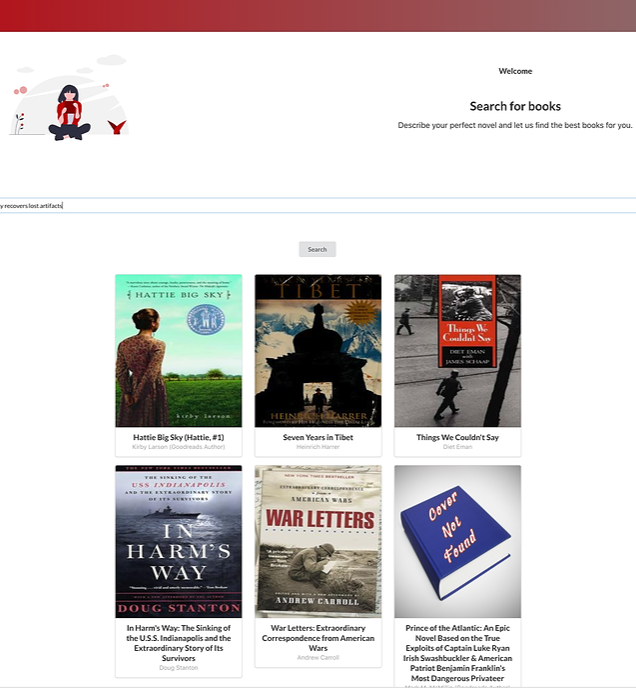 Welcome
Search for books
Describe your perfect novel and let us find the best books for you.
y recovers lost artifacts
Search
HATTIE BIG SKY
kirby larson
TIBET
HEINRICH HARRER
Things We
Couldn't Say
DIET EMAN
with
JAMES SCHAAP
Hattie Big Sky (Hattie, #1)
Kirby Larson (Goodreads Author)
Seven Years in Tibet
Heinrich Harrer
Things We Couldn't Say
Diet Eman
THE SINKING OF THE
U.S.S. INDIANAPOLIS
AND THE EXTRAORDINARY STORY
OF ITS SURVIVORS
IN
HARM'S
WAY
DOUG STANTON
NEW YORK TIMES BESTSELLER
EXTRAORDINARY CORRESPONDENCE
from
AMERICAN WARS
WAR LETTERS
ANDREW CARROLL
Cover
Not
Found
In Harm's Way: The Sinking of
the U.S.S. Indianapolis and the
Extraordinary Story of Its
Survivors
Doug Stanton
War Letters: Extraordinary
Correspondence from American
Wars
Andrew Carroll
Prince of the Atlantic: An Epic
Novel Based on the True
Exploits of Captain Luke Ryan
Irish Swashbuckler & American
Patriot Benjamin Franklin's
Most Dangerous Privateer